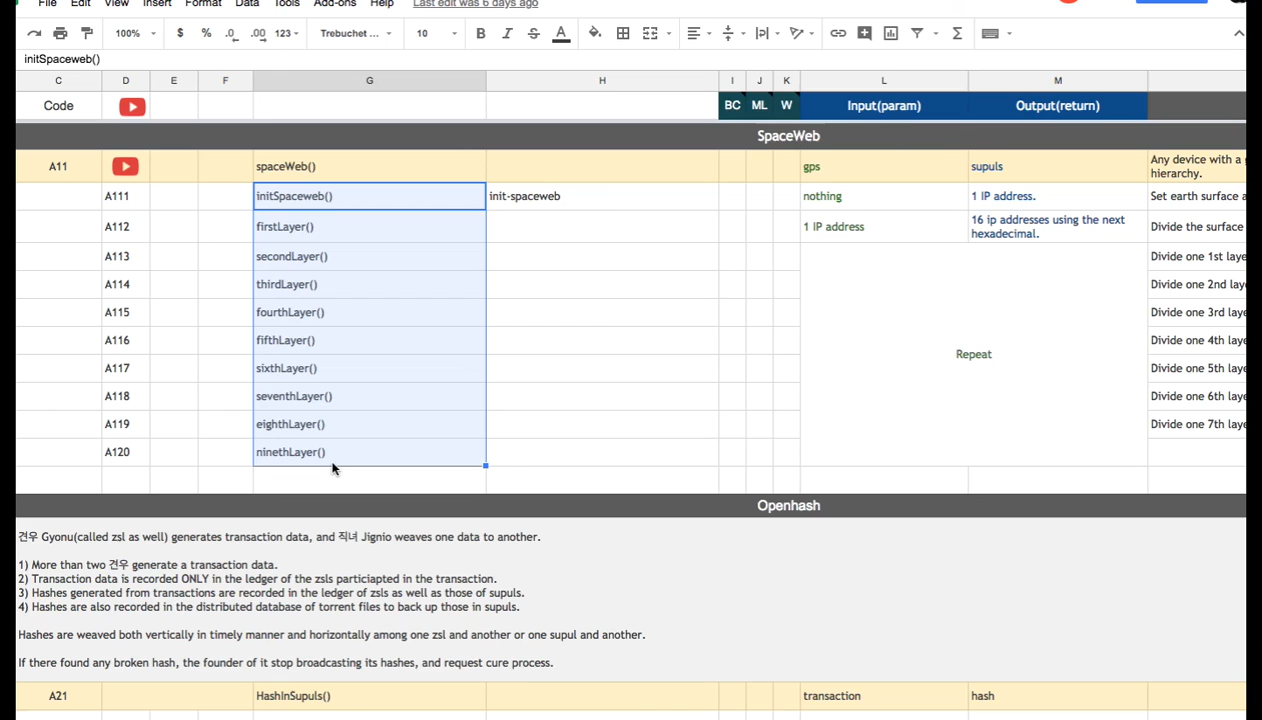 File Edit View Insert Format Data Tools Add-ons Help Last edit was 6 days ago
100% $ % .0 .00 123 Trebuchet ... 10 B I S A
initSpaceweb()
C D E F G H I J K L M
Code BC ML W Input(param) Output(return)
SpaceWeb
A11 spaceWeb() gps supuls Any device with a
hierarchy.
A111 initSpaceweb() init-spaceweb nothing 1 IP address. Set earth surface
A112 firstLayer() 1 IP address 16 ip addresses using the next
hexadecimal. Divide the surface
A113 secondLayer() Divide one 1st
A114 thirdLayer() Divide one 2nd
A115 fourthLayer() Divide one 3rd
Repeat
A116 fifthLayer() Divide one 4th
A117 sixthLayer() Divide one 5th
A118 seventhLayer() Divide one 6th
A119 eighthLayer() Divide one 7th
A120 ninethLayer()
Openhash
견우 Gyonu(called zsl as well) generates transaction data, and 직녀 Jignio weaves one data to another.
1) More than two 견우 generate a transaction data.
2) Transaction data is recorded ONLY in the ledger of the zsls particiapted in the transaction.
3) Hashes generated from transactions are recorded in the ledger of zsls as well as those of supuls.
4) Hashes are also recorded in the distributed database of torrent files to back up those in supuls.
Hashes are weaved both vertically in timely manner and horizontally among one zsl and another or one supul and another.
If there found any broken hash, the founder of it stop broadcasting its hashes, and request cure process.
A21 HashInSupuls() transaction hash